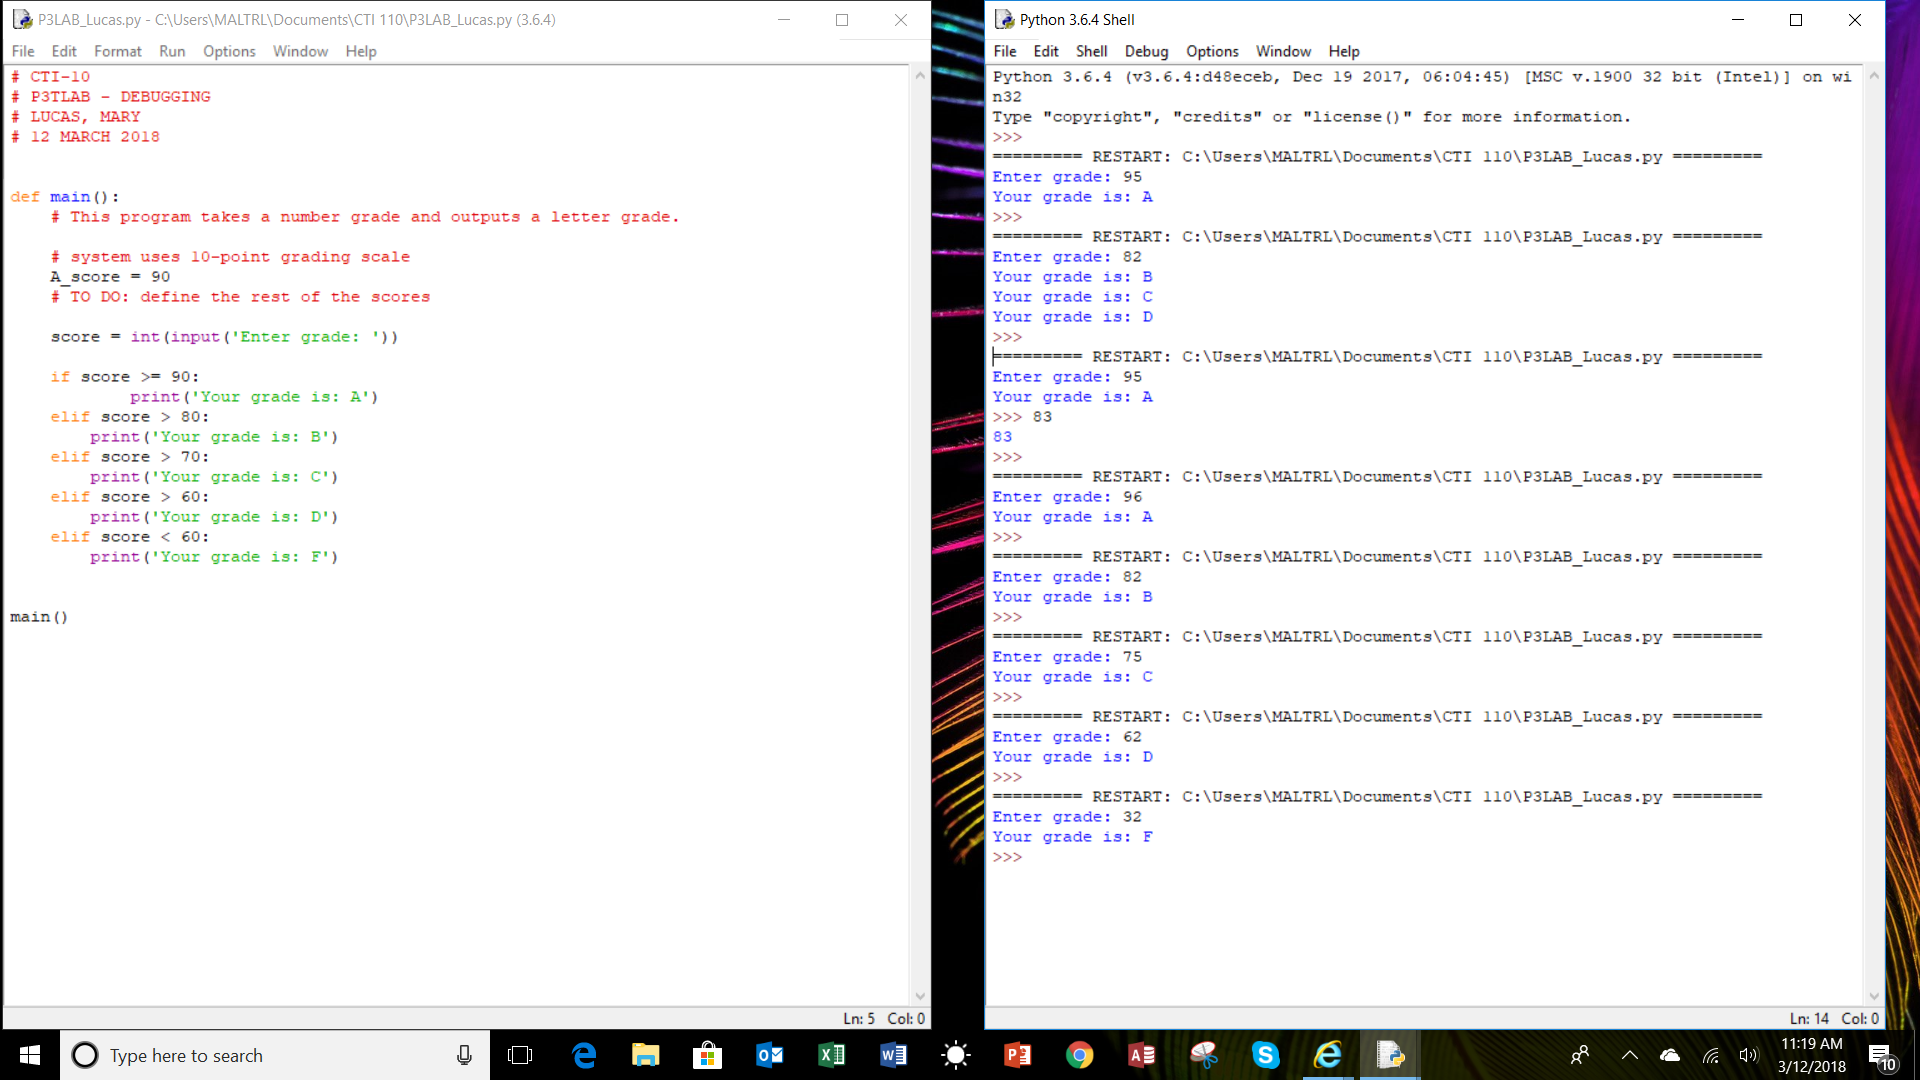 P3LAB_Lucas.py - C:\Users\MALTRL\Documents\CTI 110\P3LAB_Lucas.py (3.6.4)
File Edit Format Run Options Window Help
# CTI-10
# P3TLAB - DEBUGGING
# LUCAS, MARY
# 12 MARCH 2018
def main():
# This program takes a number grade and outputs a letter grade.
# system uses 10-point grading scale
A_score = 90
# TO DO: define the rest of the scores
score = int(input('Enter grade: '))
if score >= 90:
print('Your grade is: A')
elif score > 80:
print('Your grade is: B')
elif score > 70:
print('Your grade is: C')
elif score > 60:
print('Your grade is: D')
elif score < 60:
print('Your grade is: F')
main()
Ln: 5 Col: 0
Python 3.6.4 Shell
File Edit Shell Debug Options Window Help
Python 3.6.4 (v3.6.4:d48eceb, Dec 19 2017, 06:04:45) [MSC v.1900 32 bit (Intel)] on wi
n32
Type "copyright", "credits" or "license()" for more information.
>>>
========= RESTART: C:\Users\MALTRL\Documents\CTI 110\P3LAB_Lucas.py =========
Enter grade: 95
Your grade is: A
>>>
========= RESTART: C:\Users\MALTRL\Documents\CTI 110\P3LAB_Lucas.py =========
Enter grade: 82
Your grade is: B
Your grade is: C
Your grade is: D
>>>
========= RESTART: C:\Users\MALTRL\Documents\CTI 110\P3LAB_Lucas.py =========
Enter grade: 95
Your grade is: A
>>> 83
83
>>>
========= RESTART: C:\Users\MALTRL\Documents\CTI 110\P3LAB_Lucas.py =========
Enter grade: 96
Your grade is: A
>>>
========= RESTART: C:\Users\MALTRL\Documents\CTI 110\P3LAB_Lucas.py =========
Enter grade: 82
Your grade is: B
>>>
========= RESTART: C:\Users\MALTRL\Documents\CTI 110\P3LAB_Lucas.py =========
Enter grade: 75
Your grade is: C
>>>
========= RESTART: C:\Users\MALTRL\Documents\CTI 110\P3LAB_Lucas.py =========
Enter grade: 62
Your grade is: D
>>>
========= RESTART: C:\Users\MALTRL\Documents\CTI 110\P3LAB_Lucas.py =========
Enter grade: 32
Your grade is: F
>>>
Ln: 14 Col: 0
Type here to search
11:19 AM
3/12/2018
10